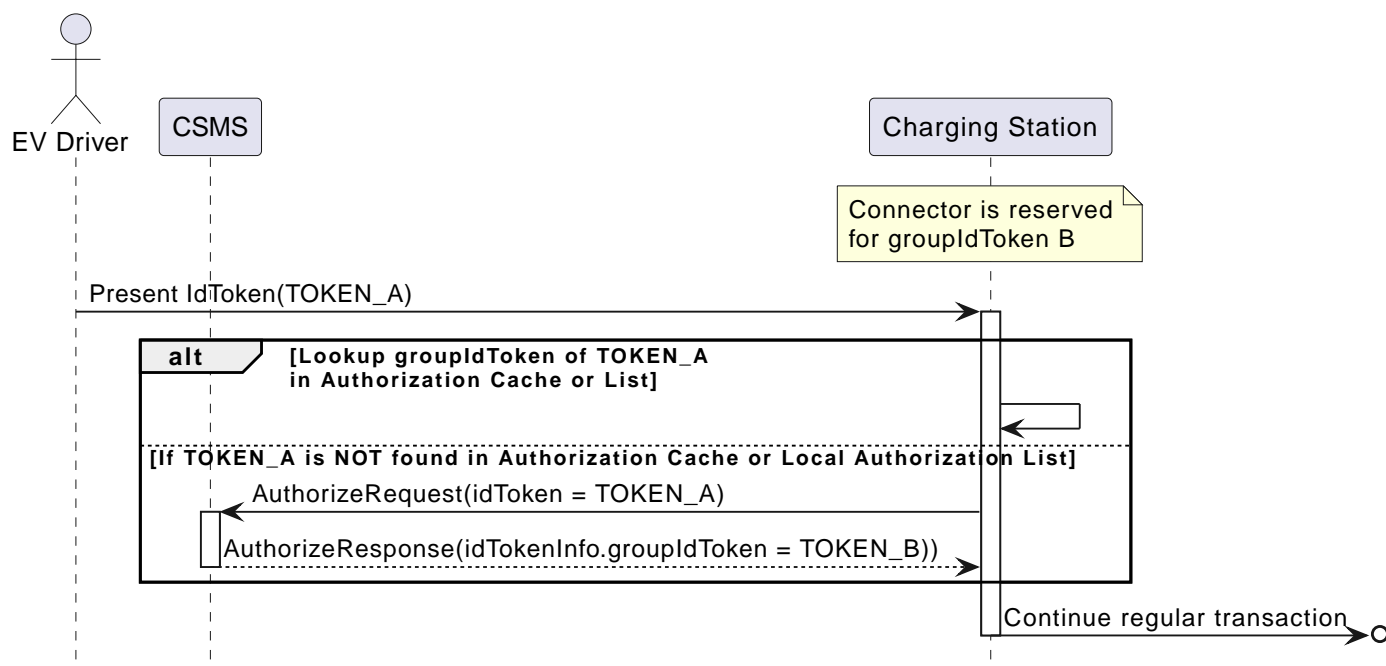 EV Driver
CSMS
Charging Station
Connector is reserved
for groupIdToken B
Present IdToken(TOKEN_A)
alt
[Lookup groupIdToken of TOKEN_A
in Authorization Cache or List]
[If TOKEN_A is NOT found in Authorization Cache or Local Authorization List]
AuthorizeRequest(idToken = TOKEN_A)
AuthorizeResponse(idTokenInfo.groupIdToken = TOKEN_B))
Continue regular transaction